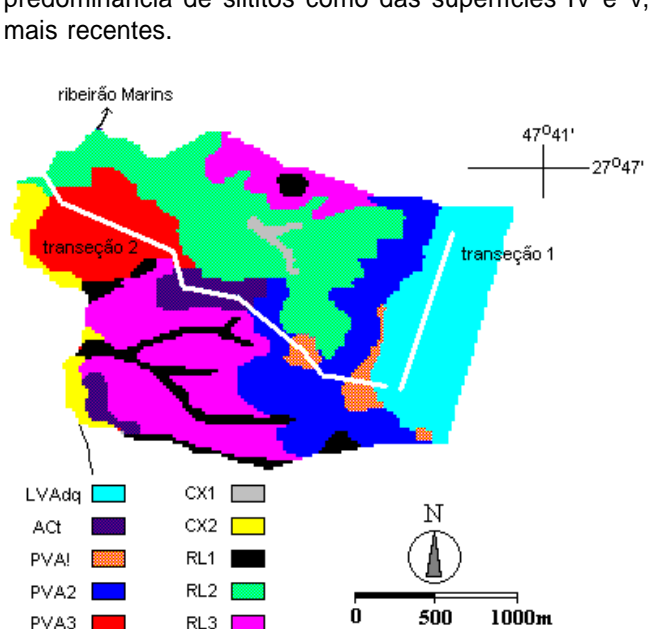 predominância de siltitos como das superfícies IV e V,
mais recentes.
ribeirão Marins
47º41'
27º47'
transeção 2
transeção 1
LVAdq
CX1
ACt
CX2
PVA!
RL1
PVA2
RL2
PVA3
RL3
N
0 500 1000m